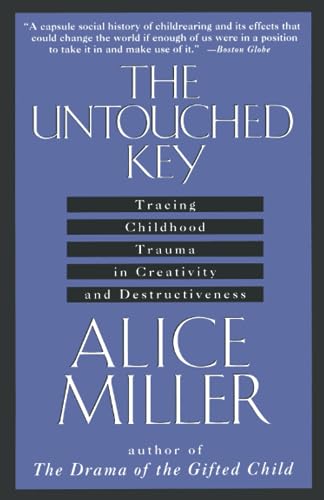 "A capsule social history of childrearing and its effects that
could change the world if enough of us were in a position
to take it in and make use of it." —Boston Globe
THE
UNTOUCHED
KEY
Tracing
Childhood
Trauma
in Creativity
and Destructiveness
ALICE
MILLER
author of
The Drama of the Gifted Child